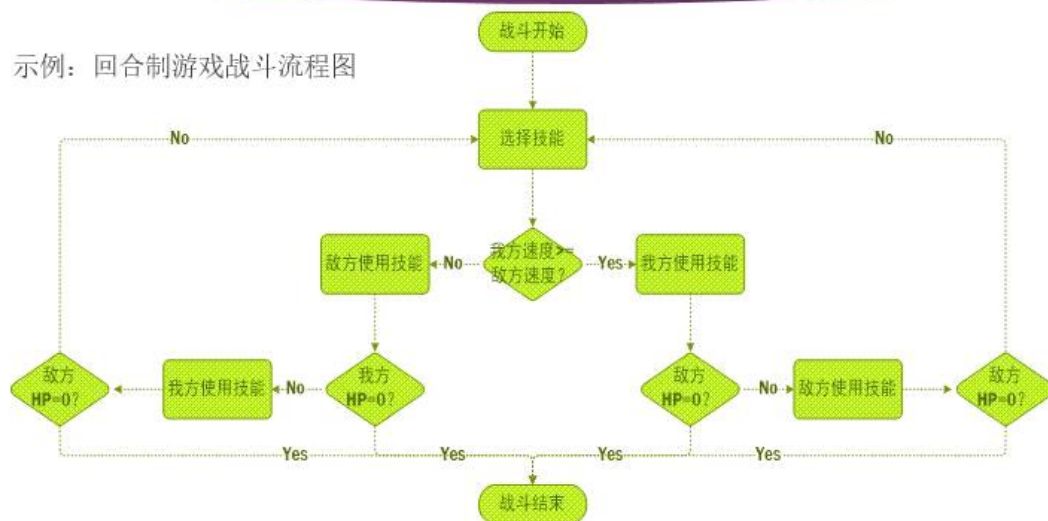 战斗开始
示例：回合制游戏战斗流程图
No
选择技能
No
敌方使用技能
No
我方速度>=
敌方速度?
Yes
我方使用技能
敌方
HP=0?
我方使用技能
No
我方
HP=0?
敌方
HP=0?
No
敌方使用技能
敌方
HP=0?
Yes
Yes
Yes
Yes
战斗结束